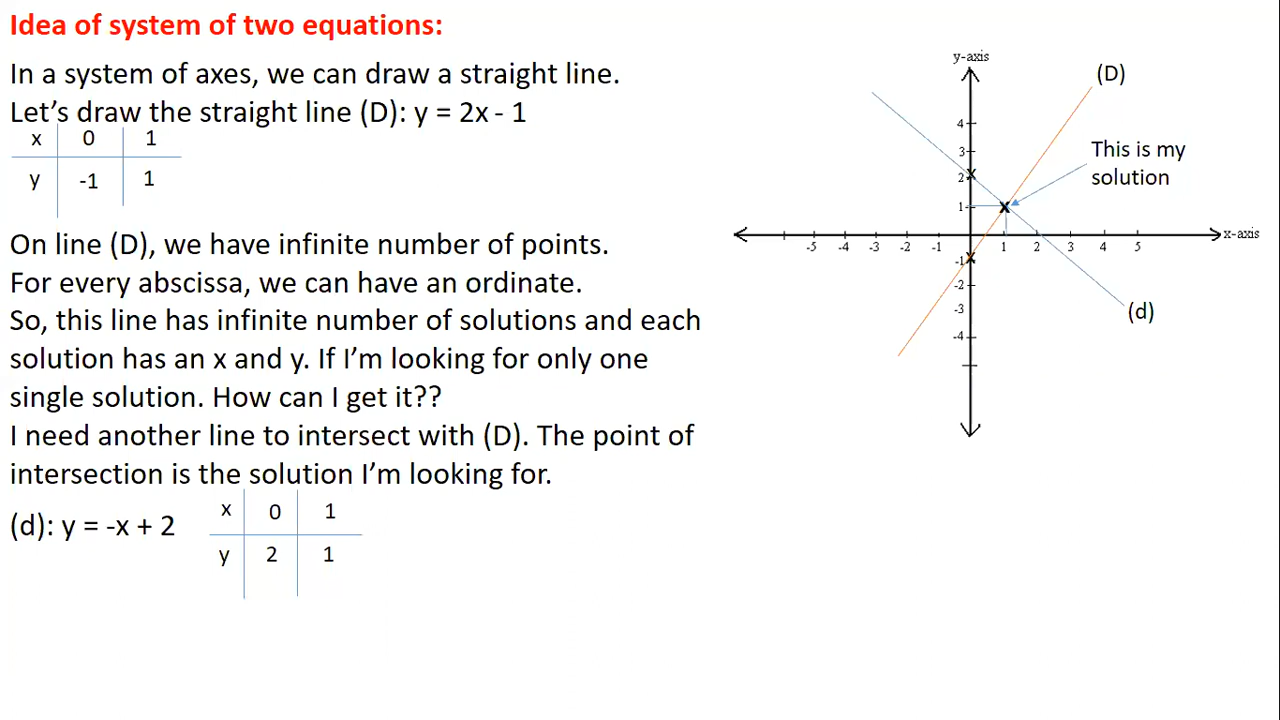 Idea of system of two equations:
In a system of axes, we can draw a straight line.
Let's draw the straight line (D): y = 2x - 1
x 0 1
y -1 1
On line (D), we have infinite number of points.
For every abscissa, we can have an ordinate.
So, this line has infinite number of solutions and each
solution has an x and y. If I'm looking for only one
single solution. How can I get it??
I need another line to intersect with (D). The point of
intersection is the solution I'm looking for.
(d): y = -x + 2
x 0 1
y 2 1
y-axis
(D)
4
3
This is my
2
solution
1
x-axis
-5 -4 -3 -2 -1 1 2 3 4 5
-1
-2
-3
(d)
-4